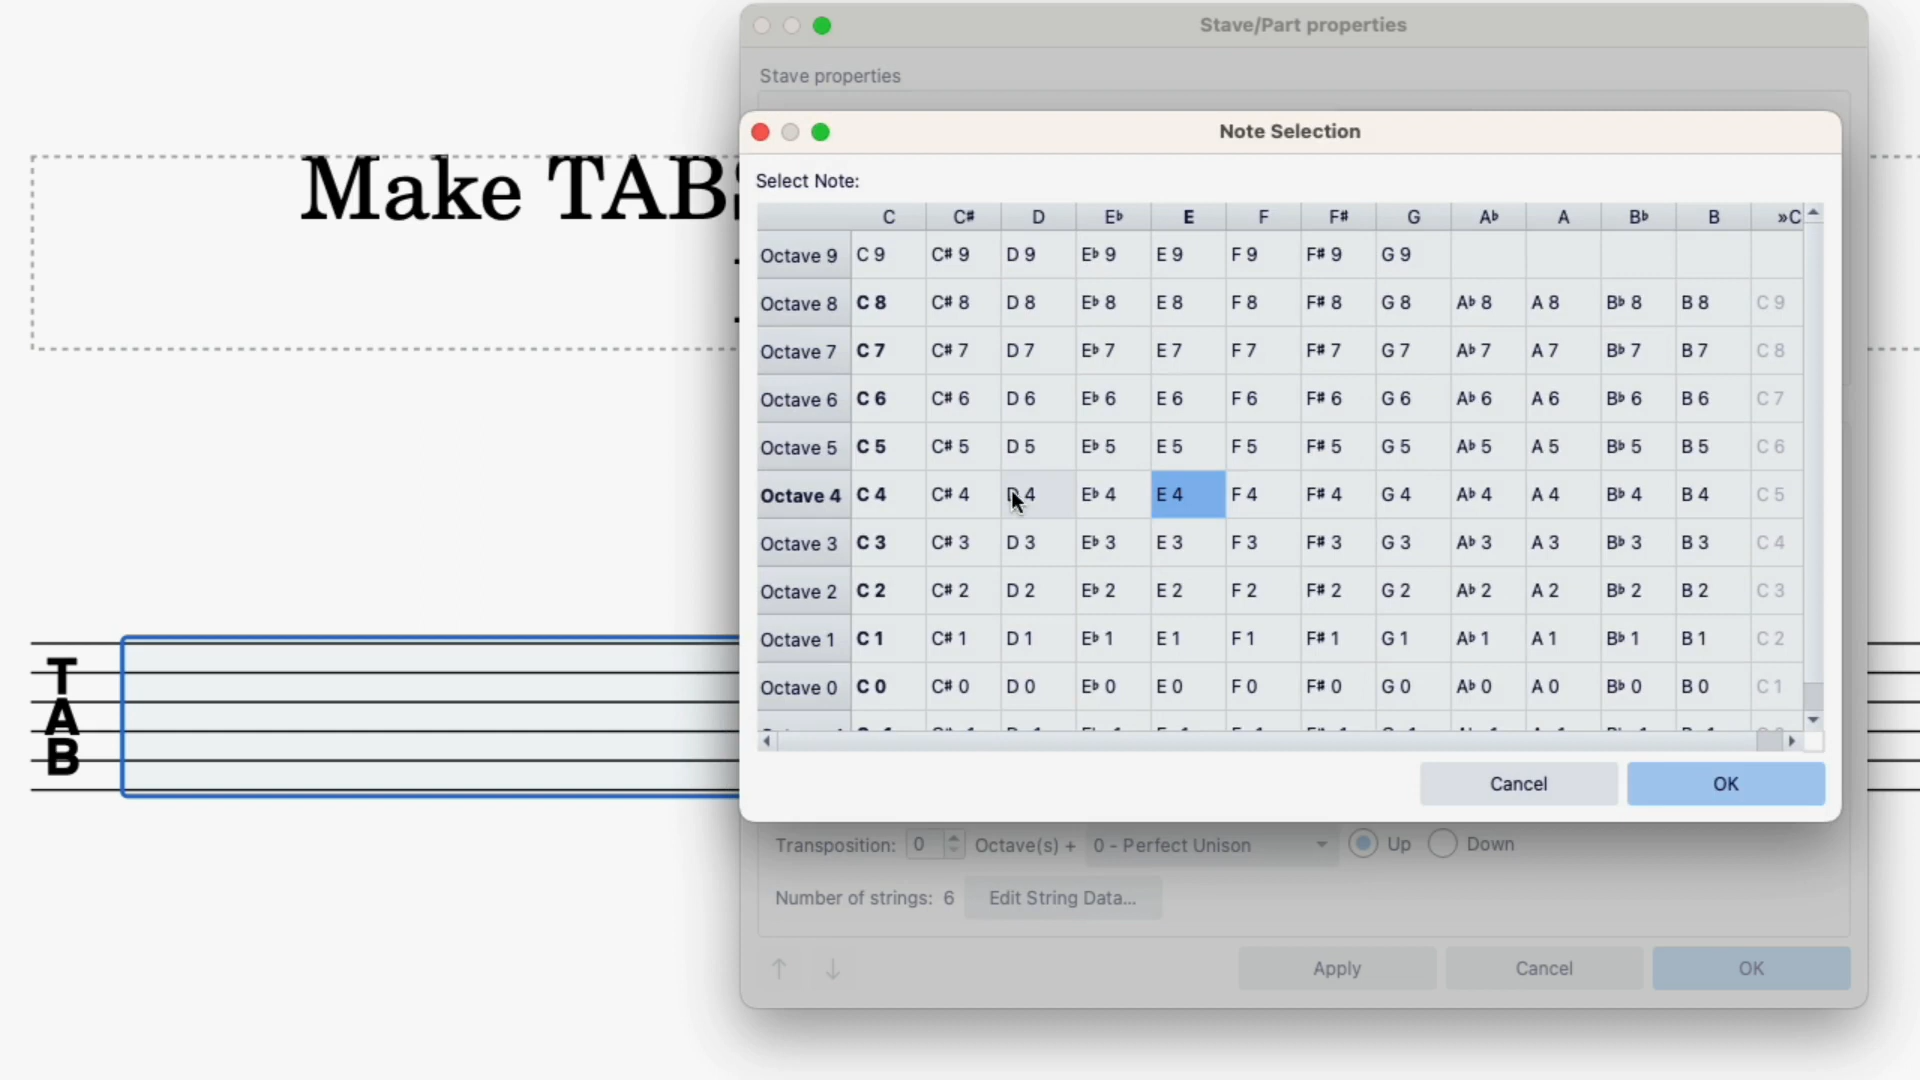 Stave/Part properties
Stave properties
Note Selection
Select Note:
Make TAB
C C# D E♭ E F F# G A♭ A B♭ B »C
Octave 9 C 9 C# 9 D 9 E♭ 9 E 9 F 9 F# 9 G 9
Octave 8 C 8 C# 8 D 8 E♭ 8 E 8 F 8 F# 8 G 8 A♭ 8 A 8 B♭ 8 B 8 C 9
Octave 7 C 7 C# 7 D 7 E♭ 7 E 7 F 7 F# 7 G 7 A♭ 7 A 7 B♭ 7 B 7 C 8
Octave 6 C 6 C# 6 D 6 E♭ 6 E 6 F 6 F# 6 G 6 A♭ 6 A 6 B♭ 6 B 6 C 7
Octave 5 C 5 C# 5 D 5 E♭ 5 E 5 F 5 F# 5 G 5 A♭ 5 A 5 B♭ 5 B 5 C 6
Octave 4 C 4 C# 4 D 4 E♭ 4 E 4 F 4 F# 4 G 4 A♭ 4 A 4 B♭ 4 B 4 C 5
Octave 3 C 3 C# 3 D 3 E♭ 3 E 3 F 3 F# 3 G 3 A♭ 3 A 3 B♭ 3 B 3 C 4
Octave 2 C 2 C# 2 D 2 E♭ 2 E 2 F 2 F# 2 G 2 A♭ 2 A 2 B♭ 2 B 2 C 3
Octave 1 C 1 C# 1 D 1 E♭ 1 E 1 F 1 F# 1 G 1 A♭ 1 A 1 B♭ 1 B 1 C 2
Octave 0 C 0 C# 0 D 0 E♭ 0 E 0 F 0 F# 0 G 0 A♭ 0 A 0 B♭ 0 B 0 C 1
T
A
B
Cancel OK
Transposition: 0 Octave(s) + 0 - Perfect Unison Up Down
Number of strings: 6 Edit String Data...
Apply Cancel OK